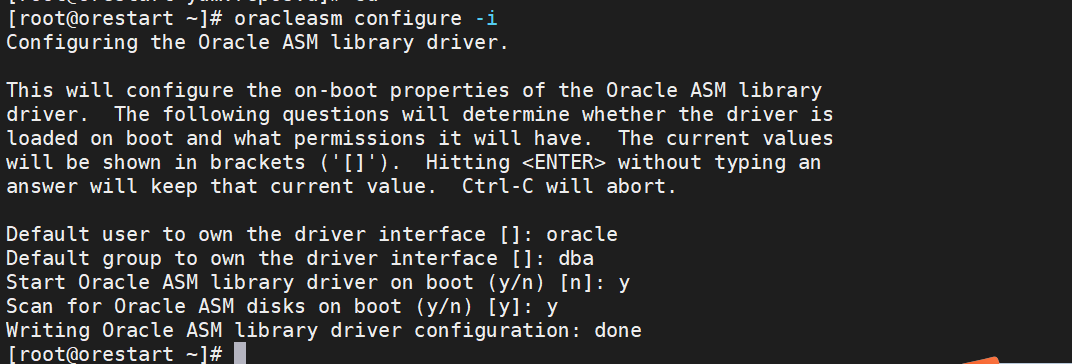 [root@orestart ~]# oracleasm configure -i
Configuring the Oracle ASM library driver.
This will configure the on-boot properties of the Oracle ASM library
driver.  The following questions will determine whether the driver is
loaded on boot and what permissions it will have.  The current values
will be shown in brackets ('[]').  Hitting <ENTER> without typing an
answer will keep that current value.  Ctrl-C will abort.
Default user to own the driver interface []: oracle
Default group to own the driver interface []: dba
Start Oracle ASM library driver on boot (y/n) [n]: y
Scan for Oracle ASM disks on boot (y/n) [y]: y
Writing Oracle ASM library driver configuration: done
[root@orestart ~]#